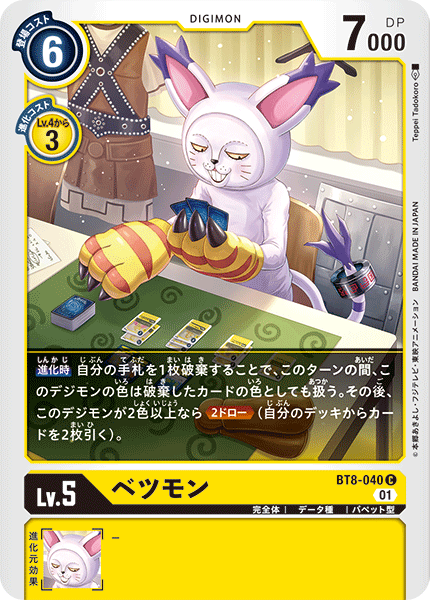 DIGIMON
登場コスト
6
DP
7000
進化コスト
Lv.4から
3
Teppei Tadokoro
BANDAI MADE IN JAPAN
© 本郷あきよし・フジテレビ・東映アニメーション
進化時 自分の手札を1枚破棄することで、このターンの間、こ
のデジモンの色は破棄したカードの色としても扱う。その後、
このデジモンが2色以上なら 2ドロー（自分のデッキからカー
ドを2枚引く）。
BT8-040 C
01
Lv.5
ベツモン
完全体 | データ種 | パペット型
進化元効果
－